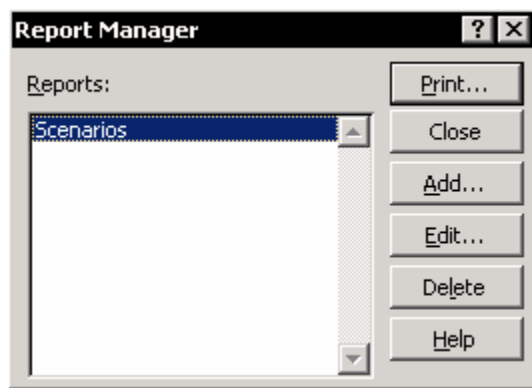 Report Manager ? X
Reports:
Scenarios
Print...
Close
Add...
Edit...
Delete
Help